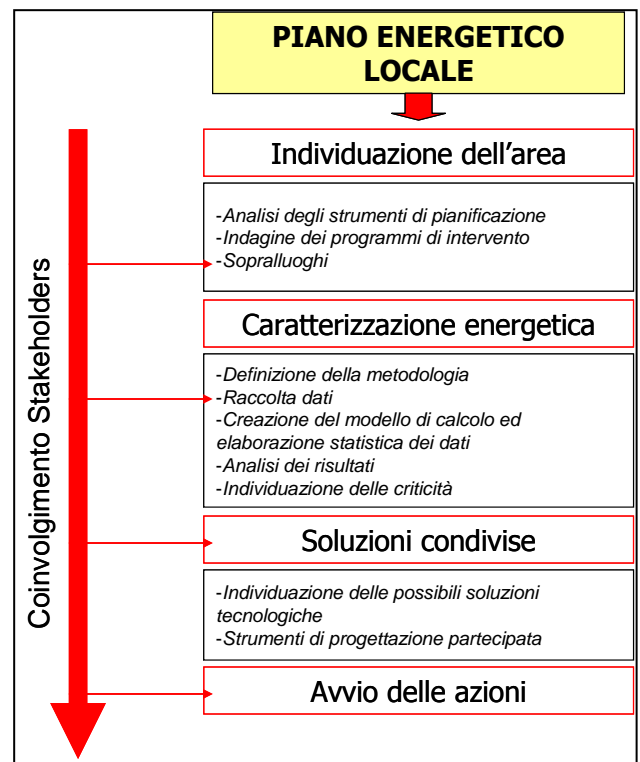 PIANO ENERGETICO
LOCALE
Individuazione dell'area
-Analisi degli strumenti di pianificazione
-Indagine dei programmi di intervento
-Sopralluoghi
Caratterizzazione energetica
-Definizione della metodologia
-Raccolta dati
-Creazione del modello di calcolo ed
elaborazione statistica dei dati
-Analisi dei risultati
-Individuazione delle criticità
Soluzioni condivise
-Individuazione delle possibili soluzioni
tecnologiche
-Strumenti di progettazione partecipata
Avvio delle azioni
Coinvolgimento Stakeholders